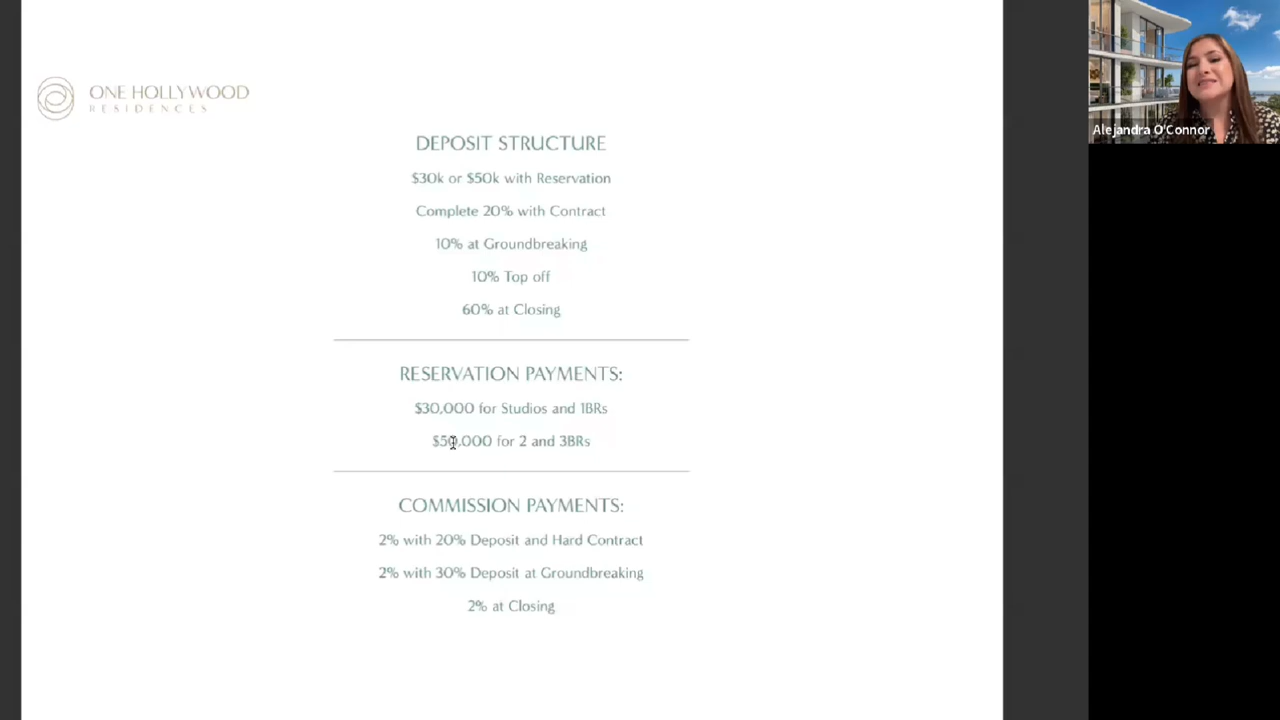 ONE HOLLYWOOD
RESIDENCES
DEPOSIT STRUCTURE
$30k or $50k with Reservation
Complete 20% with Contract
10% at Groundbreaking
10% Top off
60% at Closing
RESERVATION PAYMENTS:
$30,000 for Studios and 1BRs
$50,000 for 2 and 3BRs
COMMISSION PAYMENTS:
2% with 20% Deposit and Hard Contract
2% with 30% Deposit at Groundbreaking
2% at Closing
Alejandra O'Connor